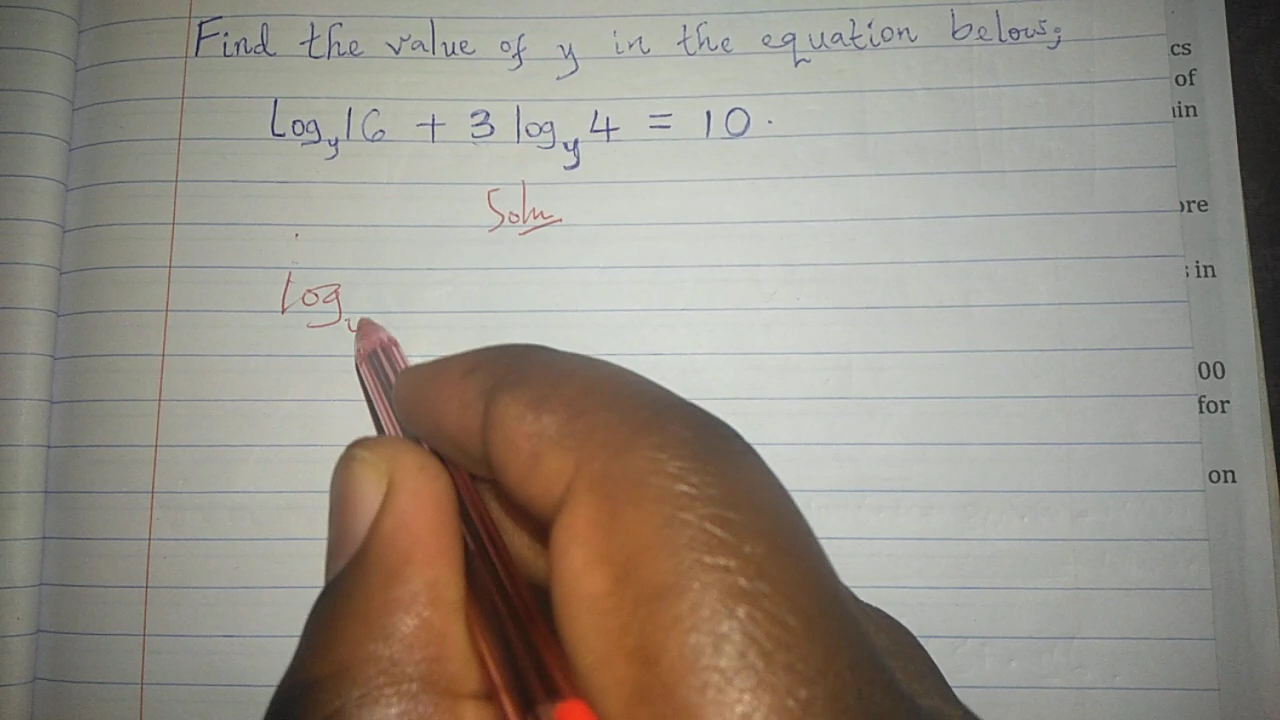 Find the value of y in the equation below;
Log_y 16 + 3 log_y 4 = 10.
Soln
log_y
cs
of
in
ore
in
00
for
on